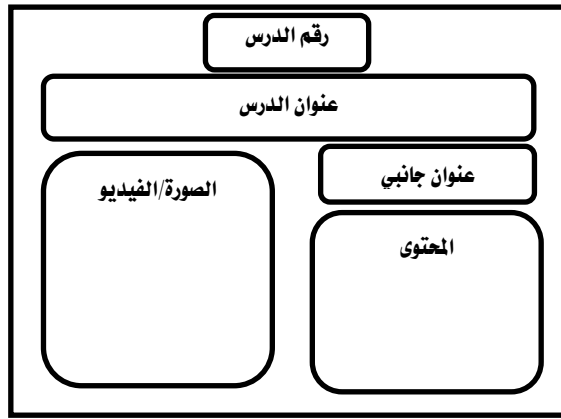 رقم الدرس
عنوان الدرس
عنوان جانبي
المحتوى
الصورة/الفيديو